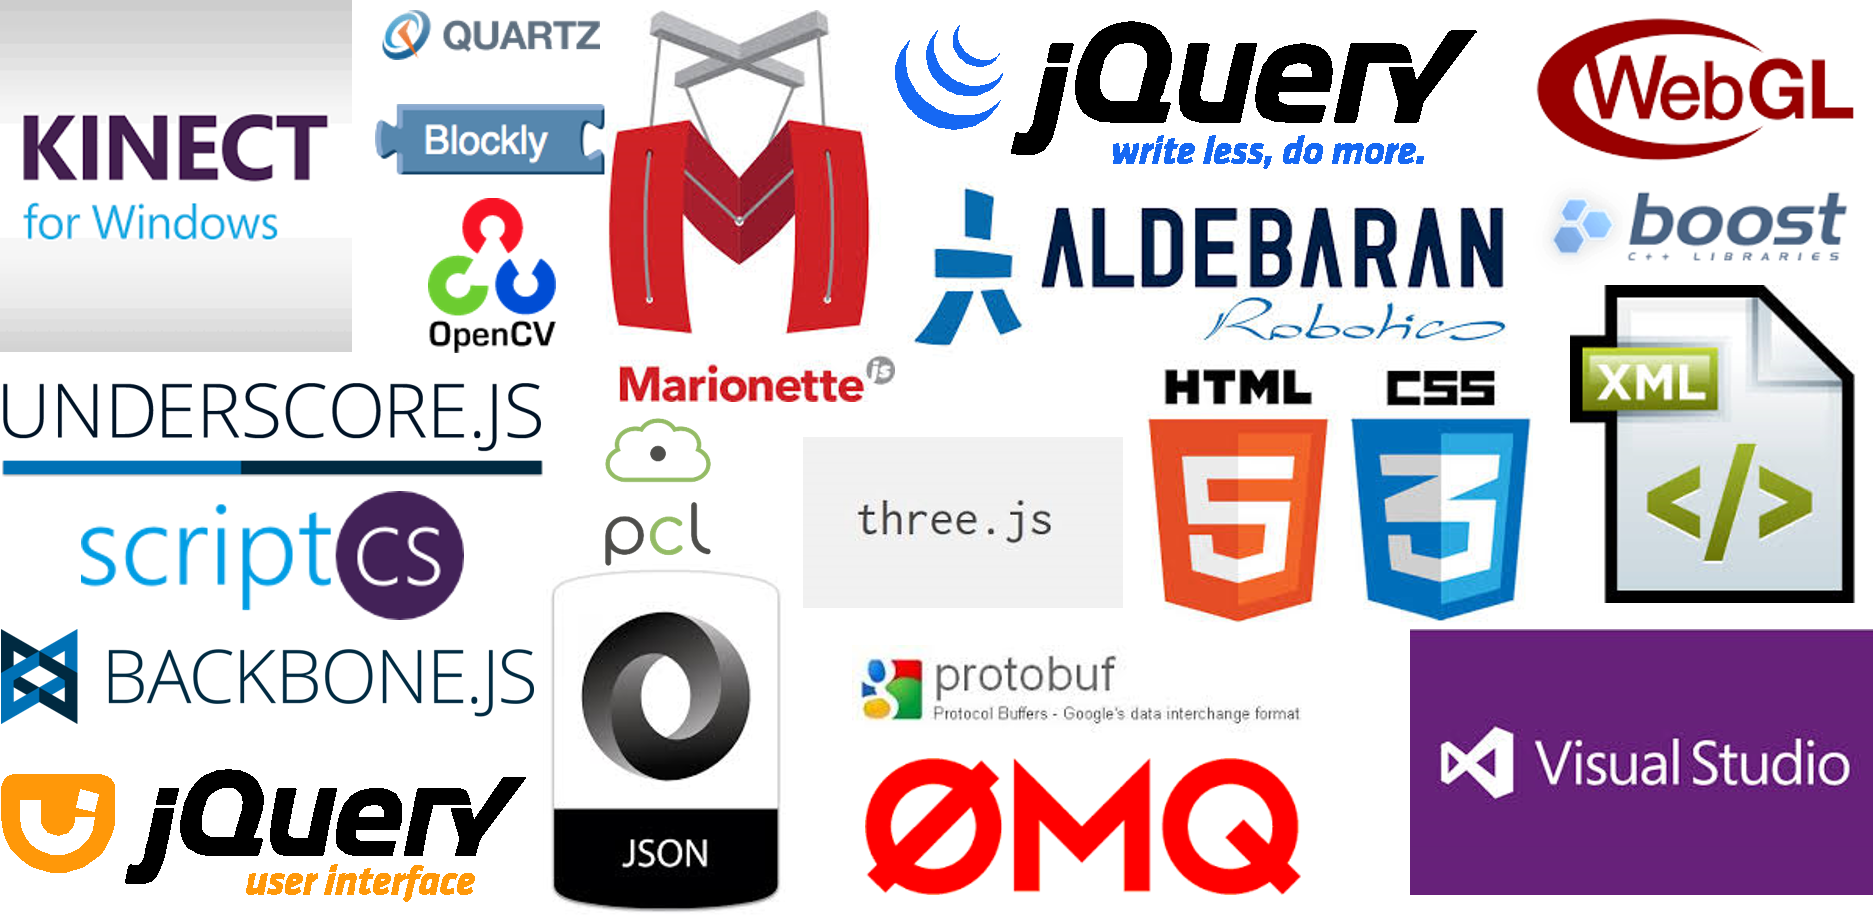 KINECT
for Windows
QUARTZ
Blockly
OpenCV
Marionette js
jQuery
write less, do more.
WebGL
ALDEBARAN
Robotics
boost
C++ LIBRARIES
UNDERSCORE.JS
scriptcs
BACKBONE.JS
jQuery
user interface
pcl
JSON
three.js
HTML
5
CSS
3
XML
</>
protobuf
Protocol Buffers - Google's data interchange format
ØMQ
Visual Studio